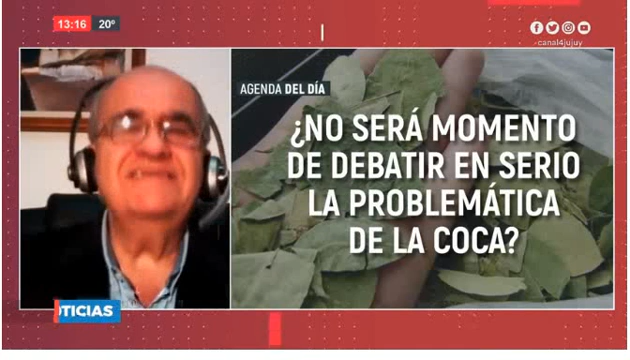 13:16 20°
canal4jujuy
AGENDA DEL DÍA
¿NO SERÁ MOMENTO
DE DEBATIR EN SERIO
LA PROBLEMÁTICA
DE LA COCA?
OTICIAS